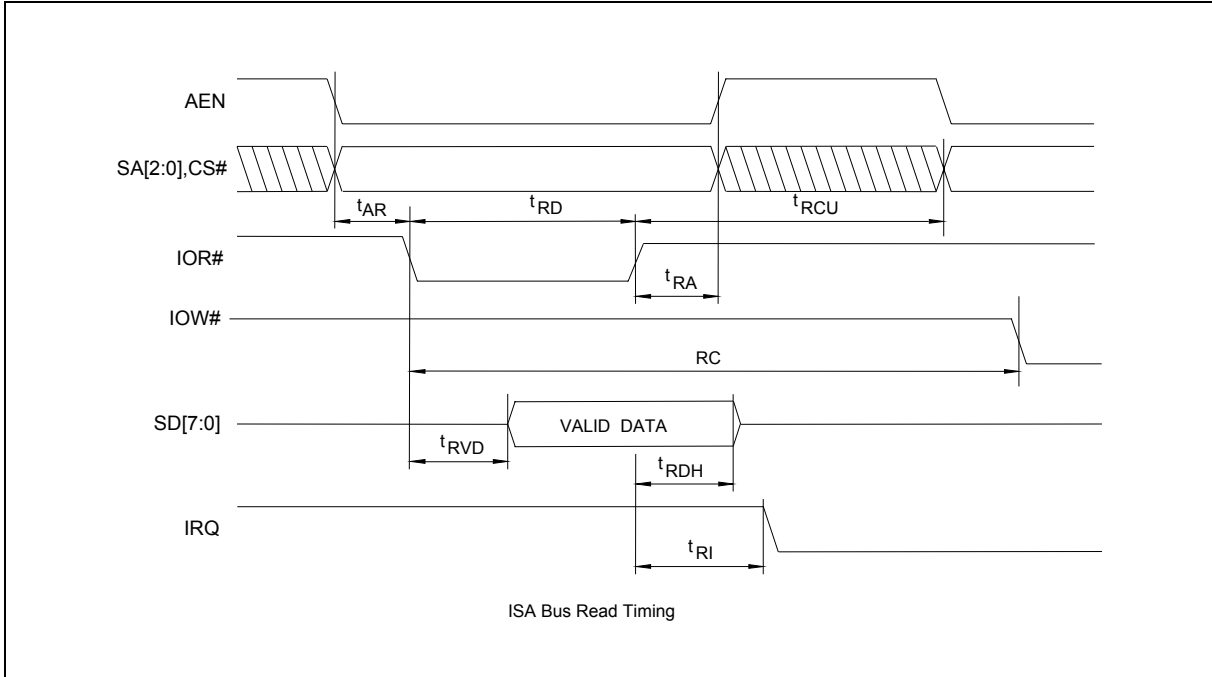 AEN
SA[2:0],CS#
tAR
tRD
tRCU
IOR#
tRA
IOW#
RC
SD[7:0]
VALID DATA
tRVD
tRDH
IRQ
tRI
ISA Bus Read Timing